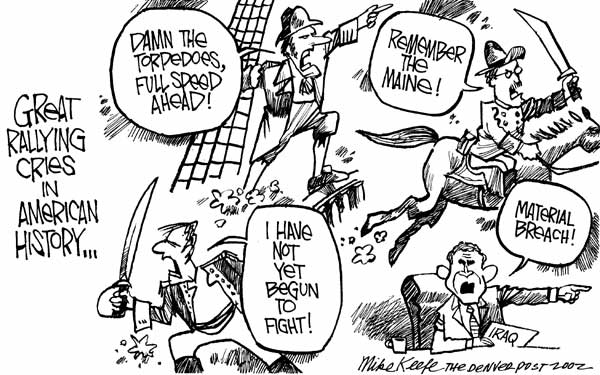 GREAT
RALLYING
CRIES
IN
AMERICAN
HISTORY...
DAMN THE
TORPEDOES,
FULL SPEED
AHEAD!
REMEMBER
THE
MAINE!
I HAVE
NOT
YET
BEGUN
TO
FIGHT!
MATERIAL
BREACH!
IRAQ
Mike Keefe THE DENVER POST 2002